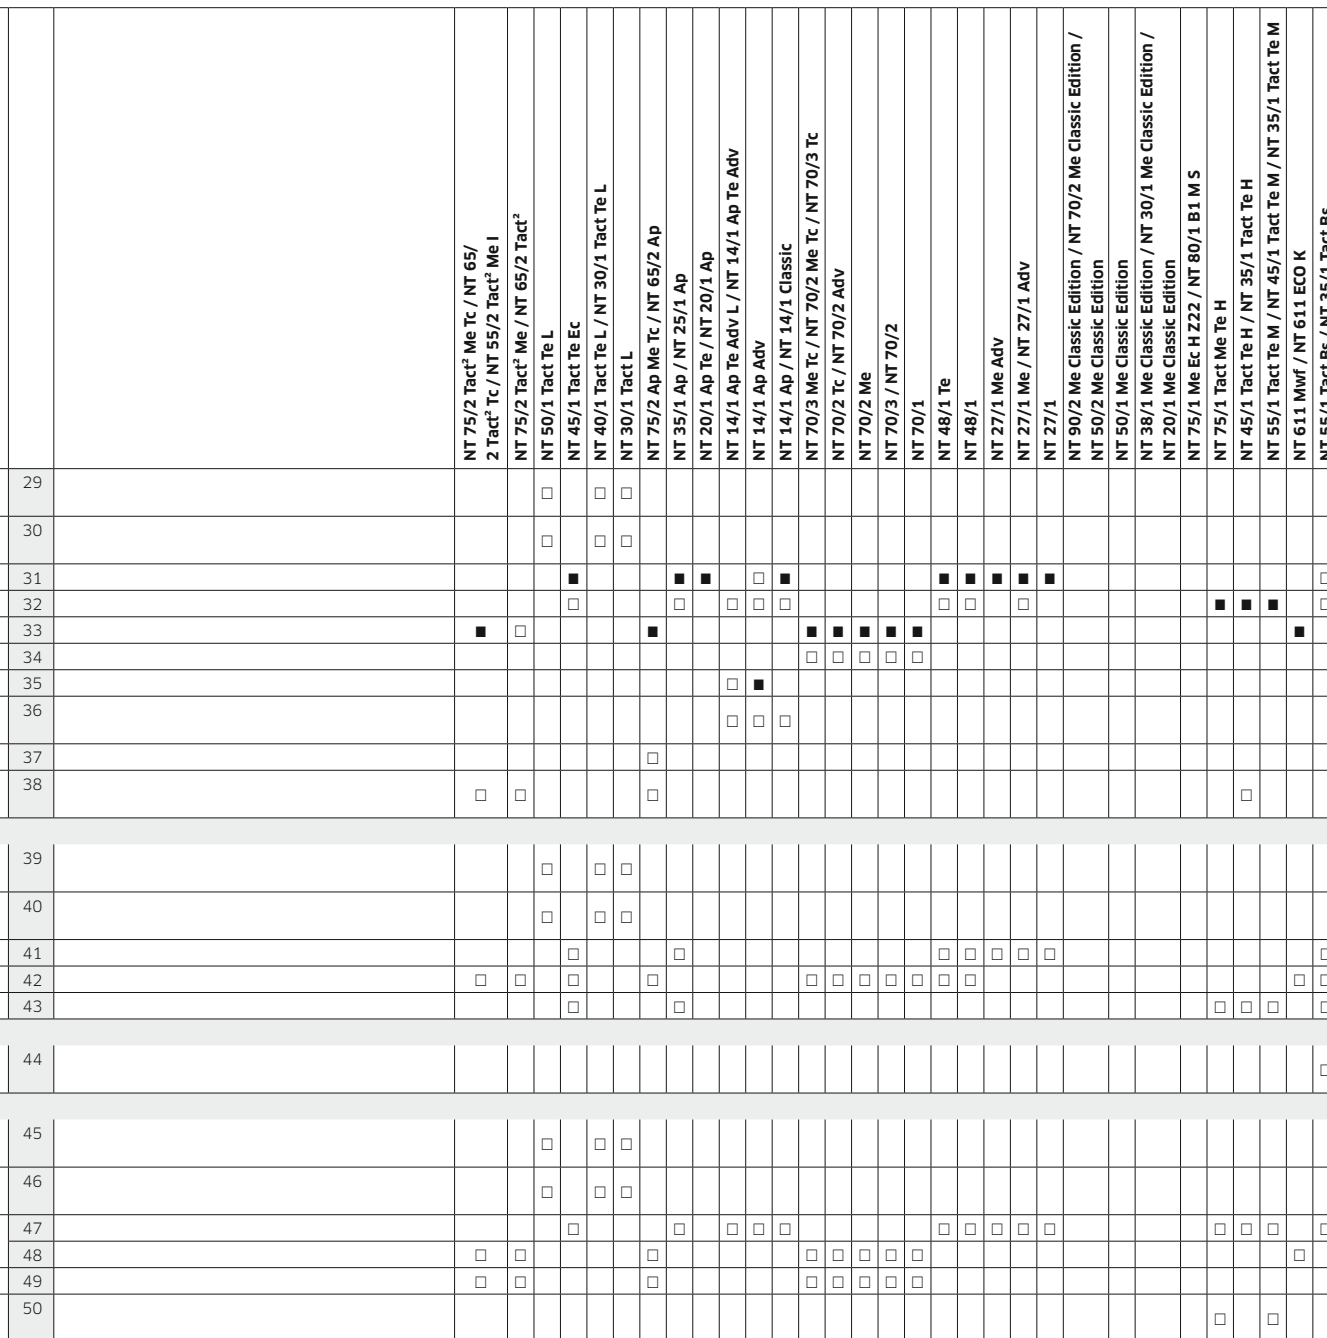 NT 75/2 Tact² Me Tc / NT 65/
2 Tact² Tc / NT 55/2 Tact² Me I
NT 75/2 Tact² Me / NT 65/2 Tact²
NT 50/1 Tact Te L
NT 45/1 Tact Te Ec
NT 40/1 Tact Te L / NT 30/1 Tact Te L
NT 30/1 Tact L
NT 75/2 Ap Me Tc / NT 65/2 Ap
NT 35/1 Ap / NT 25/1 Ap
NT 20/1 Ap Te / NT 20/1 Ap
NT 14/1 Ap Te Adv L / NT 14/1 Ap Te Adv
NT 14/1 Ap Adv
NT 14/1 Ap / NT 14/1 Classic
NT 70/3 Me Tc / NT 70/2 Me Tc / NT 70/3 Tc
NT 70/2 Tc / NT 70/2 Adv
NT 70/2 Me
NT 70/3 / NT 70/2
NT 70/1
NT 48/1 Te
NT 48/1
NT 27/1 Me Adv
NT 27/1 Me / NT 27/1 Adv
NT 27/1
NT 90/2 Me Classic Edition / NT 70/2 Me Classic Edition /
NT 50/2 Me Classic Edition
NT 50/1 Me Classic Edition
NT 38/1 Me Classic Edition / NT 30/1 Me Classic Edition /
NT 20/1 Me Classic Edition
NT 75/1 Me Ec H Z22 / NT 80/1 B1 M S
NT 75/1 Tact Me Te H
NT 45/1 Tact Te H / NT 35/1 Tact Te H
NT 55/1 Tact Te M / NT 45/1 Tact Te M / NT 35/1 Tact Te M
NT 611 Mwf / NT 611 ECO K
NT 55/1 Tact Bs / NT 35/1 Tact Bs
29 □ □ □
30 □ □ □
31 ■ ■ ■ □ ■ ■ ■ ■ ■ ■ □
32 □ □ □ □ □ □ □ □ ■ ■ ■ □
33 ■ □ ■ ■ ■ ■ ■ ■ ■
34 □ □ □ □ □
35 □ ■
36 □ □ □
37 □
38 □ □ □ □
39 □ □ □
40 □ □ □
41 □ □ □ □ □ □ □ □
42 □ □ □ □ □ □ □ □ □ □ □ □ □
43 □ □ □ □ □ □
44 □
45 □ □ □
46 □ □ □
47 □ □ □ □ □ □ □ □ □ □ □ □ □ □
48 □ □ □ □ □ □ □ □ □
49 □ □ □ □ □ □ □ □
50 □ □